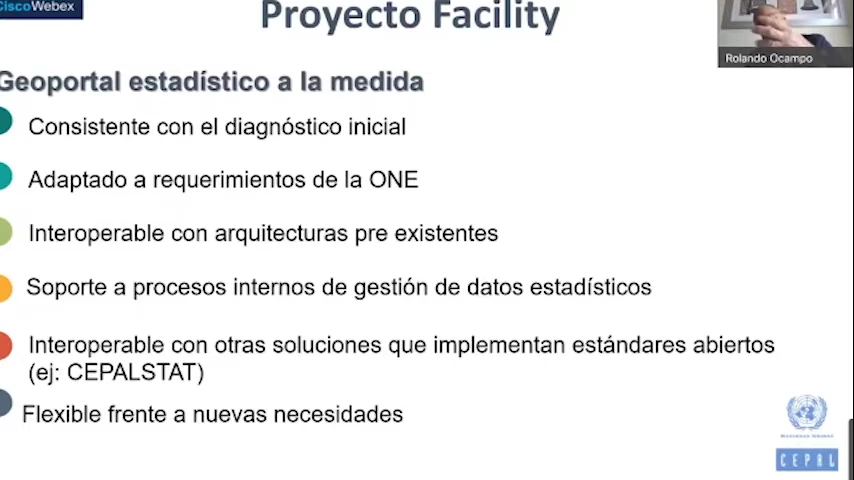 CiscoWebex
Proyecto Facility
Rolando Ocampo
Geoportal estadístico a la medida
Consistente con el diagnóstico inicial
Adaptado a requerimientos de la ONE
Interoperable con arquitecturas pre existentes
Soporte a procesos internos de gestión de datos estadísticos
Interoperable con otras soluciones que implementan estándares abiertos
(ej: CEPALSTAT)
Flexible frente a nuevas necesidades
CEPAL